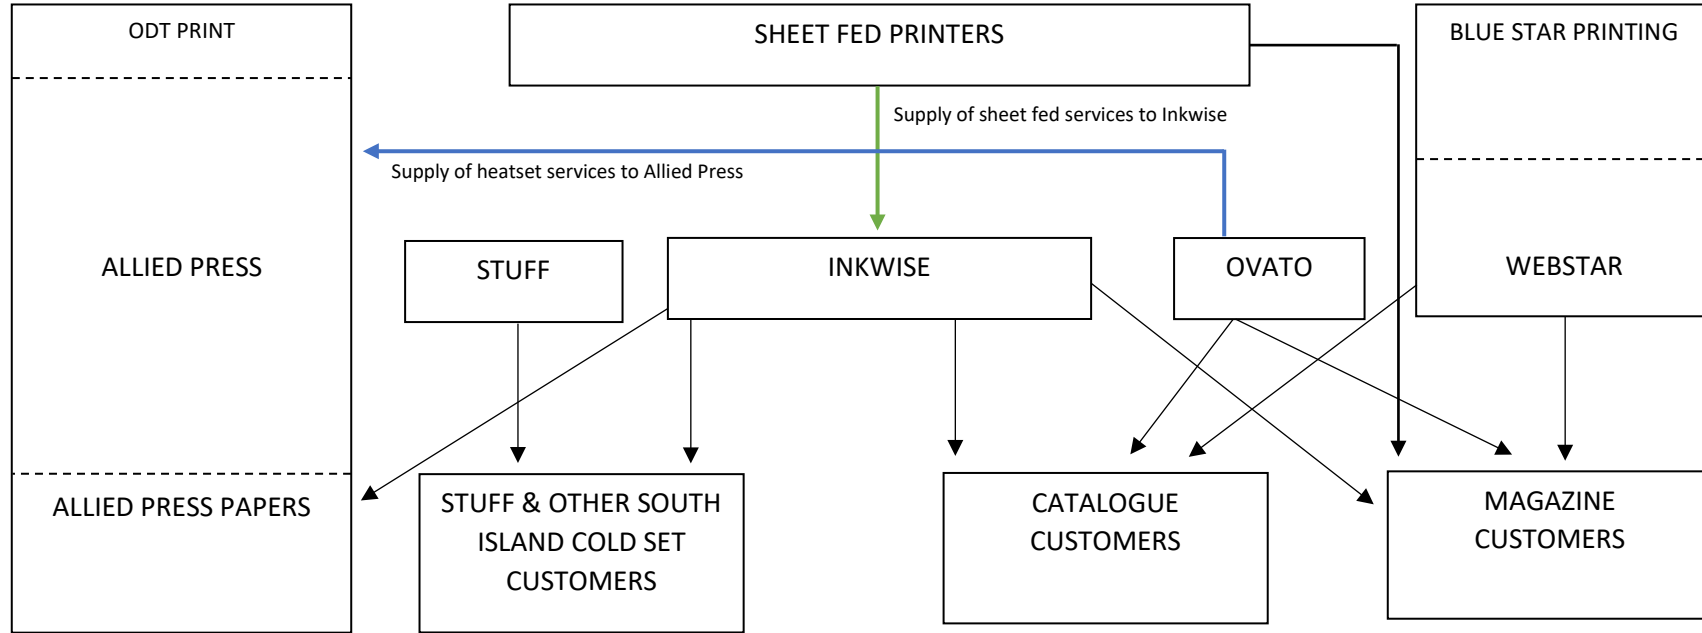 ODT PRINT
SHEET FED PRINTERS
BLUE STAR PRINTING
Supply of sheet fed services to Inkwise
Supply of heatset services to Allied Press
ALLIED PRESS
STUFF
INKWISE
OVATO
WEBSTAR
ALLIED PRESS PAPERS
STUFF & OTHER SOUTH
ISLAND COLD SET
CUSTOMERS
CATALOGUE
CUSTOMERS
MAGAZINE
CUSTOMERS